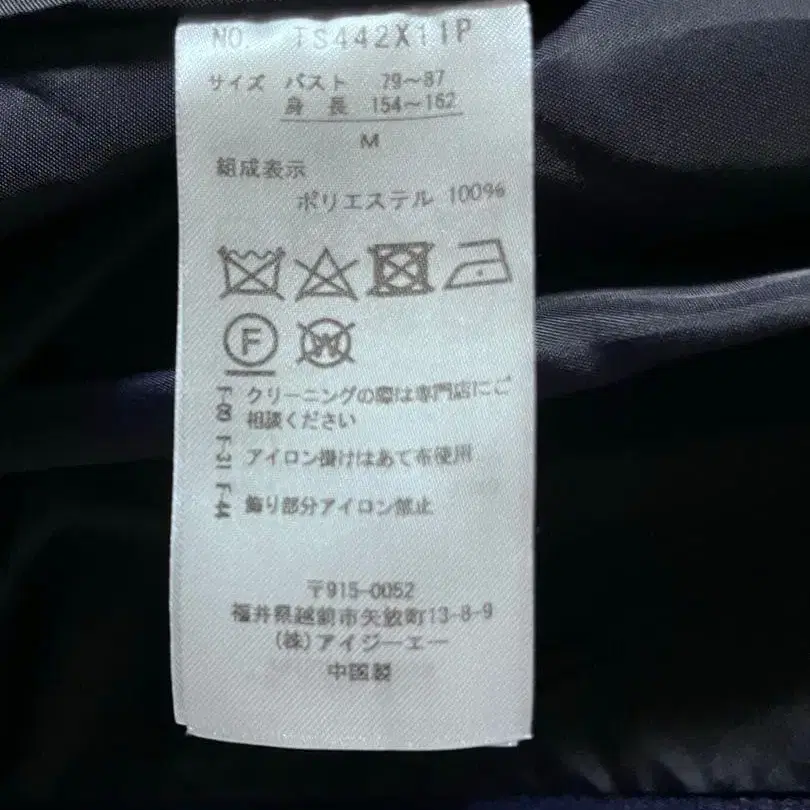 NO. TS442X11P
サイズ バスト 79~87
身 長 154~162
M
組成表示
ポリエステル 100%
F W
クリーニングの際は専門店にご
相談ください
アイロン掛けはあて布使用
飾り部分アイロン禁止
〒915-0052
福井県越前市矢放町13-8-9
(株)アイジーエー
中国製